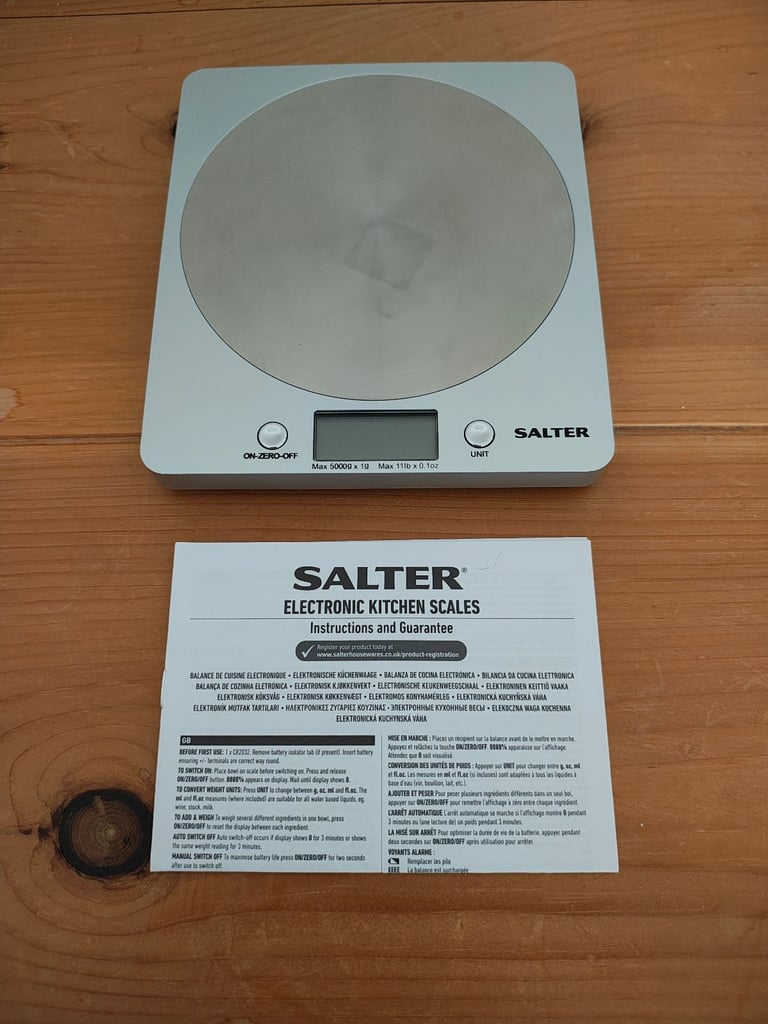 ON-ZERO-OFF
UNIT
SALTER
Max 5000g x 1g Max 11lb x 0.1oz
SALTER®
ELECTRONIC KITCHEN SCALES
Instructions and Guarantee
Register your product today at
www.salterhousewares.co.uk/product-registration
BALANCE DE CUISINE ELECTRONIQUE • ELEKTRONISCHE KÜCHENWAAGE • BALANZA DE COCINA ELECTRÓNICA • BILANCIA DA CUCINA ELETTRONICA
BALANÇA DE COZINHA ELETRÓNICA • ELEKTRONISK KJØKKENVEKT • ELECTRONISCHE KEUKENWEEGSCHAAL • ELEKTRONINEN KEITTIÖ VAAKA
ELEKTRONISK KÖKSVÅG • ELEKTRONISK KØKKENVÆGT • ELEKTROMOS KONYHAMÉRLEG • ELEKTRONICKÁ KUCHYŇSKÁ VÁHA
ELEKTRONİK MUTFAK TARTILARI • ΗΛΕΚΤΡΟΝΙΚΕΣ ΖΥΓΑΡΙΕΣ ΚΟΥΖΙΝΑΣ • ЭЛЕКТРОННЫЕ КУХОННЫЕ ВЕСЫ • ELEKOCZNA WAGA KUCHENNA
ELEKTRONICKÁ KUCHYNSKÁ VÁHA
GB
BEFORE FIRST USE: 1 x CR2032. Remove battery isolator tab (if present). Insert battery
ensuring +/- terminals are correct way round.
TO SWITCH ON: Place bowl on scale before switching on. Press and release
ON/ZERO/OFF button. 8888% appears on display. Wait until display shows 0.
TO CONVERT WEIGHT UNITS: Press UNIT to change between g, oz, ml and fl.oz. The
ml and fl.oz measures (where included) are suitable for all water based liquids, eg.
wine, stock, milk.
TO ADD & WEIGH To weigh several different ingredients in one bowl, press
ON/ZERO/OFF to reset the display between each ingredient.
AUTO SWITCH OFF Auto switch-off occurs if display shows 0 for 3 minutes or shows
the same weight reading for 3 minutes.
MANUAL SWITCH OFF To maximise battery life press ON/ZERO/OFF for two seconds
after use to switch off.
MISE EN MARCHE : Placez un récipient sur la balance avant de le mettre en marche.
Appuyez et relâchez la touche ON/ZERO/OFF. 8888% apparaisse sur l'affichage.
Attendez que 0 soit visualisé.
CONVERSION DES UNITÉS DE POIDS : Appuyez sur UNIT pour changer entre g, oz, ml
et fl.oz. Les mesures en ml et fl.oz (si incluses) sont adaptées à tous les liquides à
base d'eau (vin, bouillon, lait, etc.).
AJOUTER ET PESER Pour peser plusieurs ingrédients différents dans un seul bol,
appuyer sur ON/ZERO/OFF pour remettre l'affichage à zéro entre chaque ingrédient.
L'ARRÊT AUTOMATIQUE L'arrêt automatique se marche si l'affichage montre 0 pendant
3 minutes ou (une lecture de) un poids pendant 3 minutes.
LA MISE SUR ARRÊT Pour optimiser la durée de vie de la batterie, appuyer pendant
deux secondes sur ON/ZERO/OFF après utilisation pour arrêter.
VOYANTS ALARME :
Remplacer les pile
EEEE La balance est surchargée